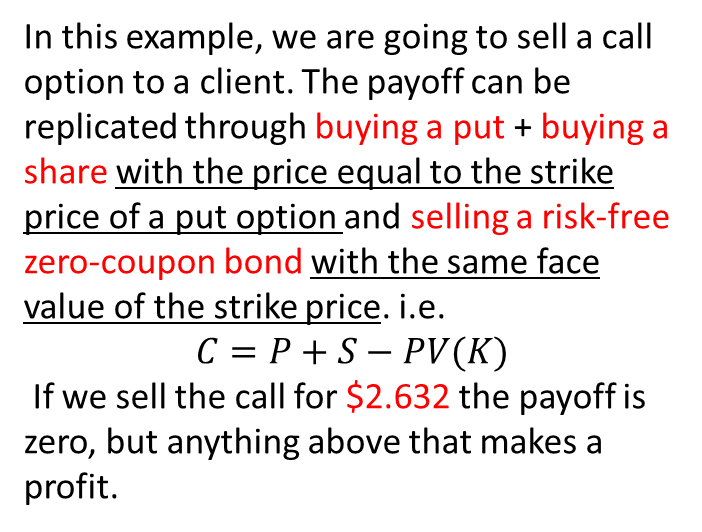 In this example, we are going to sell a call
option to a client. The payoff can be
replicated through buying a put + buying a
share with the price equal to the strike
price of a put option and selling a risk-free
zero-coupon bond with the same face
value of the strike price. i.e.
C = P + S − PV(K)
If we sell the call for $2.632 the payoff is
zero, but anything above that makes a
profit.